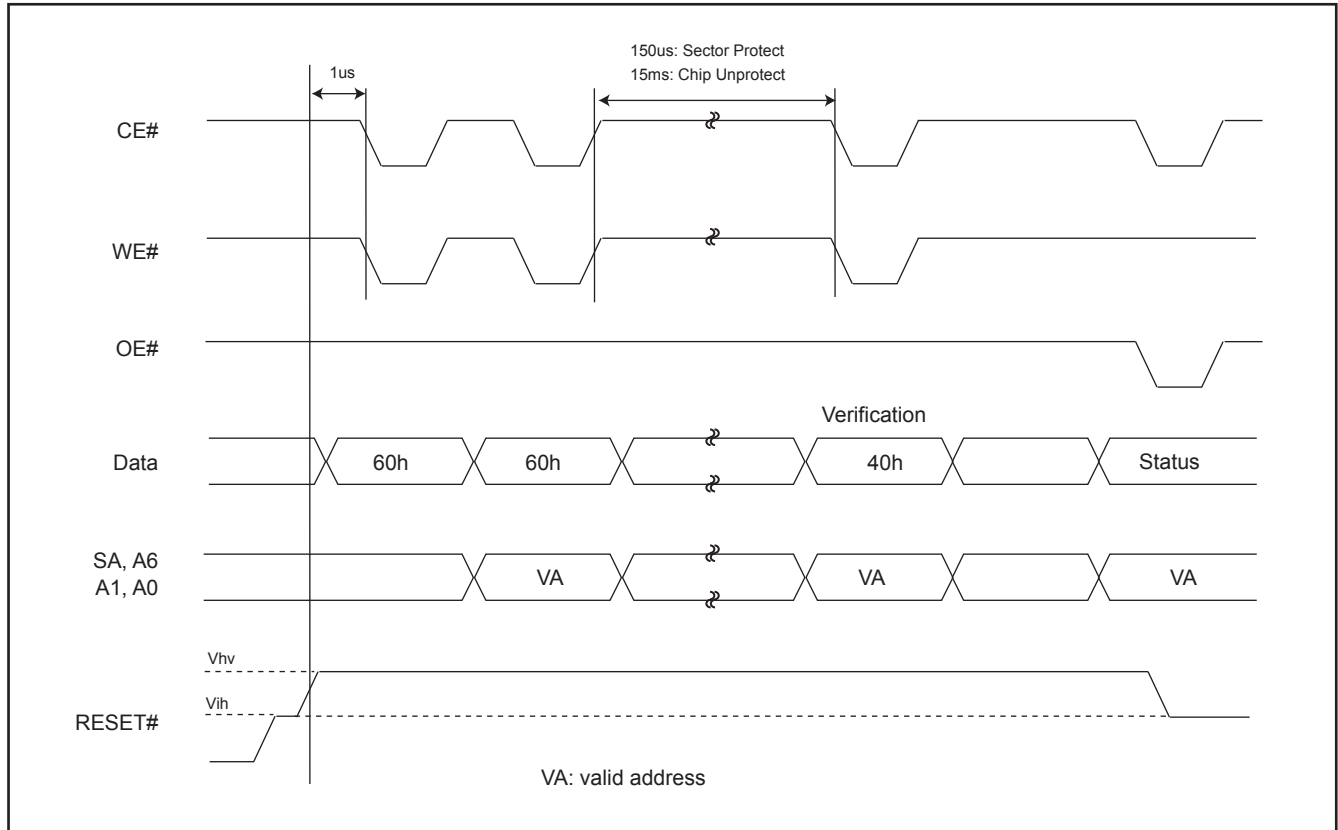 150us: Sector Protect
15ms: Chip Unprotect
1us
CE#
WE#
OE#
Verification
Data
60h
60h
40h
Status
SA, A6
A1, A0
VA
VA
VA
Vhv
Vih
RESET#
VA: valid address